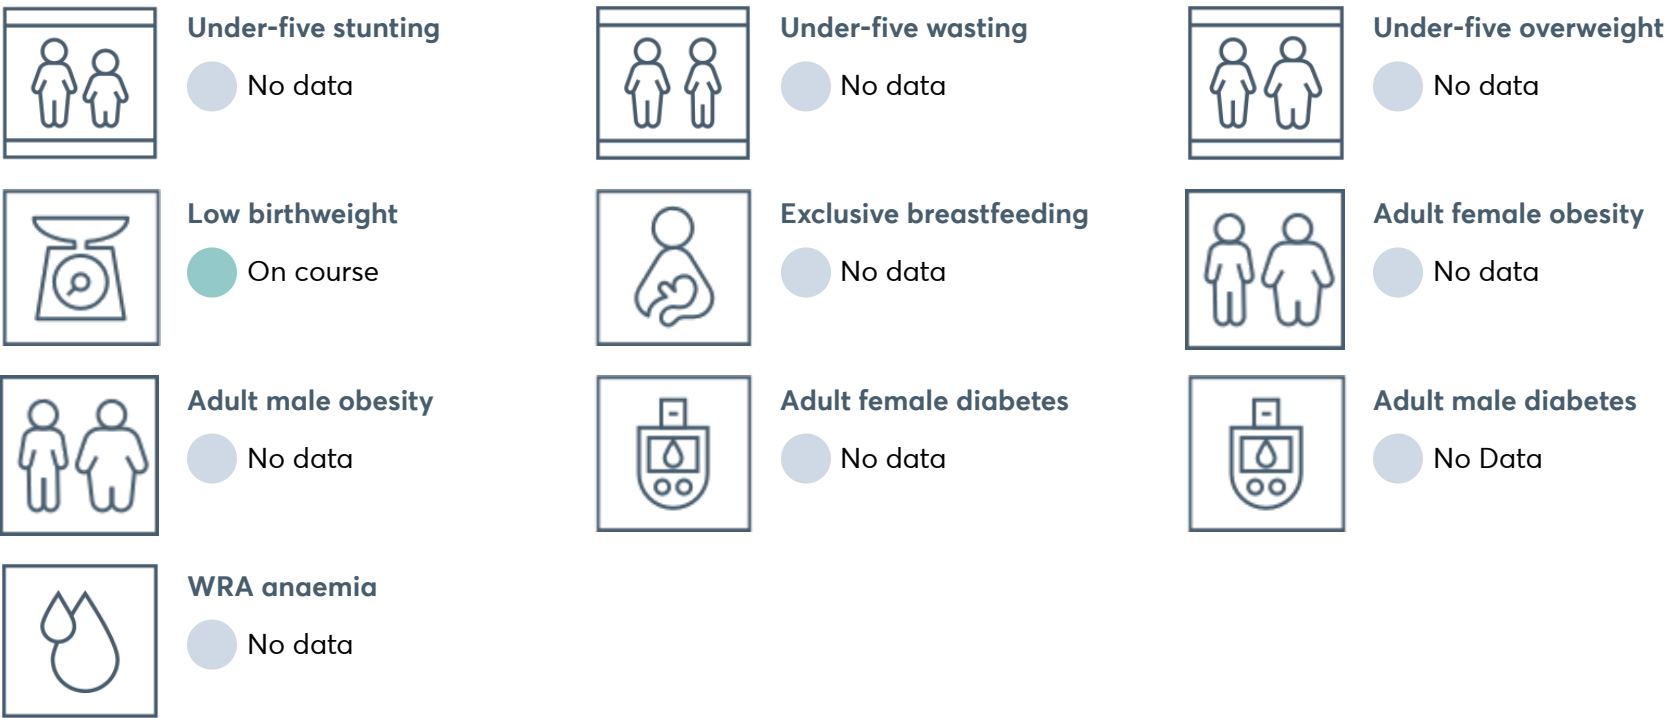 Under-five stunting
No data
Under-five wasting
No data
Under-five overweight
No data
Low birthweight
On course
Exclusive breastfeeding
No data
Adult female obesity
No data
Adult male obesity
No data
Adult female diabetes
No data
Adult male diabetes
No Data
WRA anaemia
No data